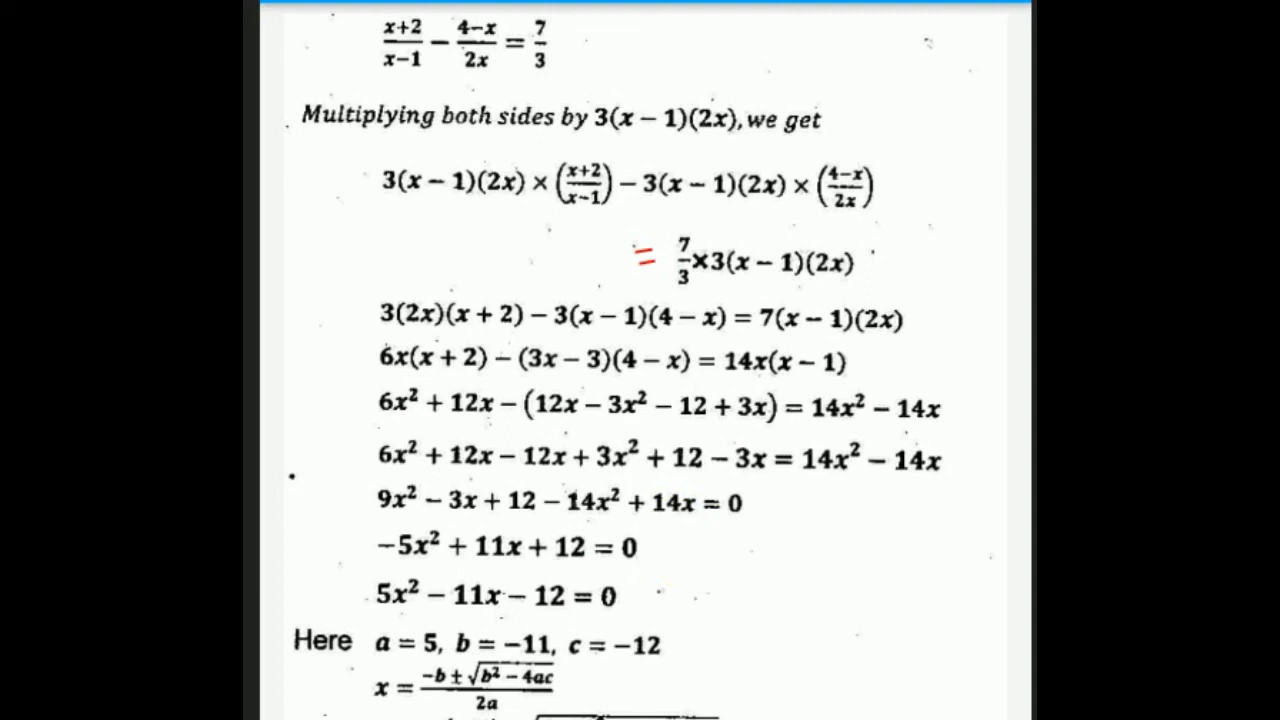 x+2/x−1 − 4−x/2x = 7/3
Multiplying both sides by 3(x − 1)(2x), we get
3(x − 1)(2x) × (x+2/x−1) − 3(x − 1)(2x) × (4−x/2x)
= 7/3 ×3(x − 1)(2x)
3(2x)(x + 2) − 3(x − 1)(4 − x) = 7(x − 1)(2x)
6x(x + 2) − (3x − 3)(4 − x) = 14x(x − 1)
6x² + 12x − (12x − 3x² − 12 + 3x) = 14x² − 14x
6x² + 12x − 12x + 3x² + 12 − 3x = 14x² − 14x
9x² − 3x + 12 − 14x² + 14x = 0
−5x² + 11x + 12 = 0
5x² − 11x − 12 = 0
Here a = 5, b = −11, c = −12
x = −b ± √b² − 4ac/2a